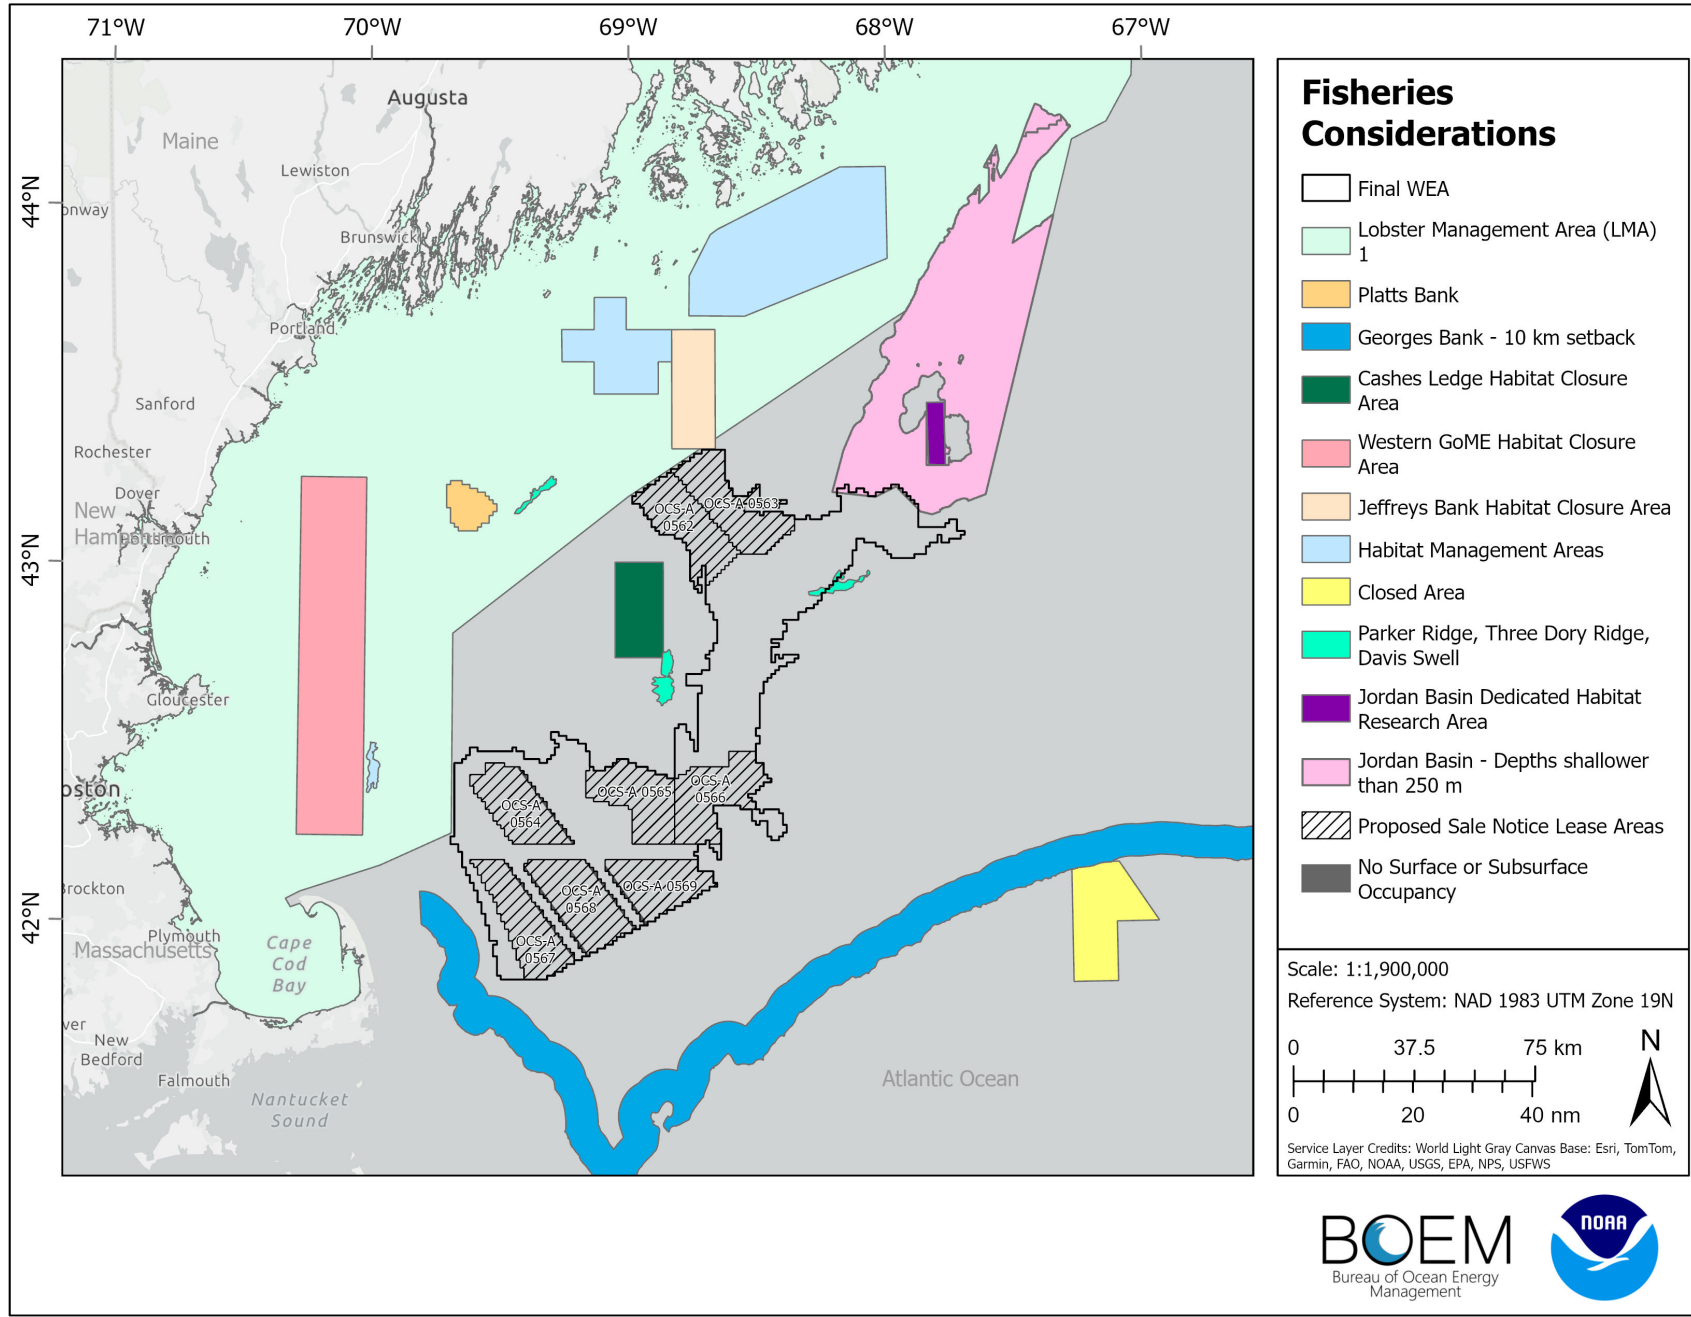 71°W 70°W 69°W 68°W 67°W
44°N
43°N
42°N
Augusta
Maine
Lewiston
onway
Brunswick
Portland
Sanford
Rochester
Dover
New
Hampshire
Portsmouth
Gloucester
oston
Brockton
Plymouth
Massachusetts
Cape
Cod
Bay
ver
New
Bedford
Falmouth
Nantucket
Sound
Atlantic Ocean
OCS-A
0562
OCS-A 0563
OCS-A
0564
OCS-A 0565
OCS-A
0566
OCS-A
0567
OCS-A
0568
OCS-A 0569
Fisheries
Considerations
Final WEA
Lobster Management Area (LMA)
1
Platts Bank
Georges Bank - 10 km setback
Cashes Ledge Habitat Closure
Area
Western GoME Habitat Closure
Area
Jeffreys Bank Habitat Closure Area
Habitat Management Areas
Closed Area
Parker Ridge, Three Dory Ridge,
Davis Swell
Jordan Basin Dedicated Habitat
Research Area
Jordan Basin - Depths shallower
than 250 m
Proposed Sale Notice Lease Areas
No Surface or Subsurface
Occupancy
Scale: 1:1,900,000
Reference System: NAD 1983 UTM Zone 19N
0 37.5 75 km
0 20 40 nm
N
Service Layer Credits: World Light Gray Canvas Base: Esri, TomTom,
Garmin, FAO, NOAA, USGS, EPA, NPS, USFWS
BOEM
Bureau of Ocean Energy
Management
NOAA